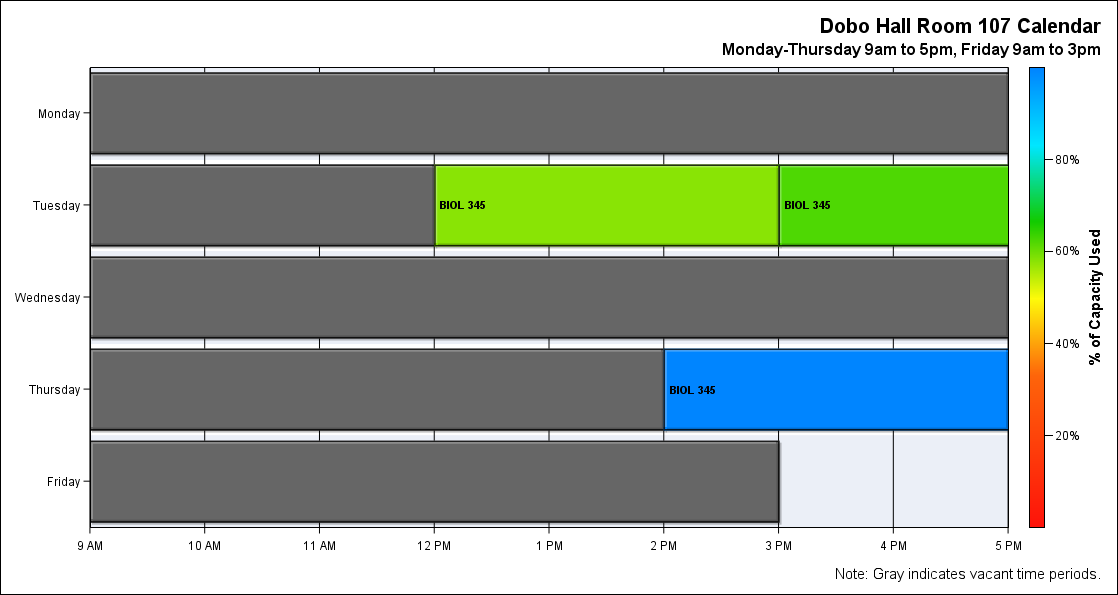 Dobo Hall Room 107 Calendar
Monday-Thursday 9am to 5pm, Friday 9am to 3pm
Monday
Tuesday
BIOL 345
BIOL 345
Wednesday
Thursday
BIOL 345
Friday
9 AM
10 AM
11 AM
12 PM
1 PM
2 PM
3 PM
4 PM
5 PM
80%
60%
40%
20%
% of Capacity Used
Note: Gray indicates vacant time periods.